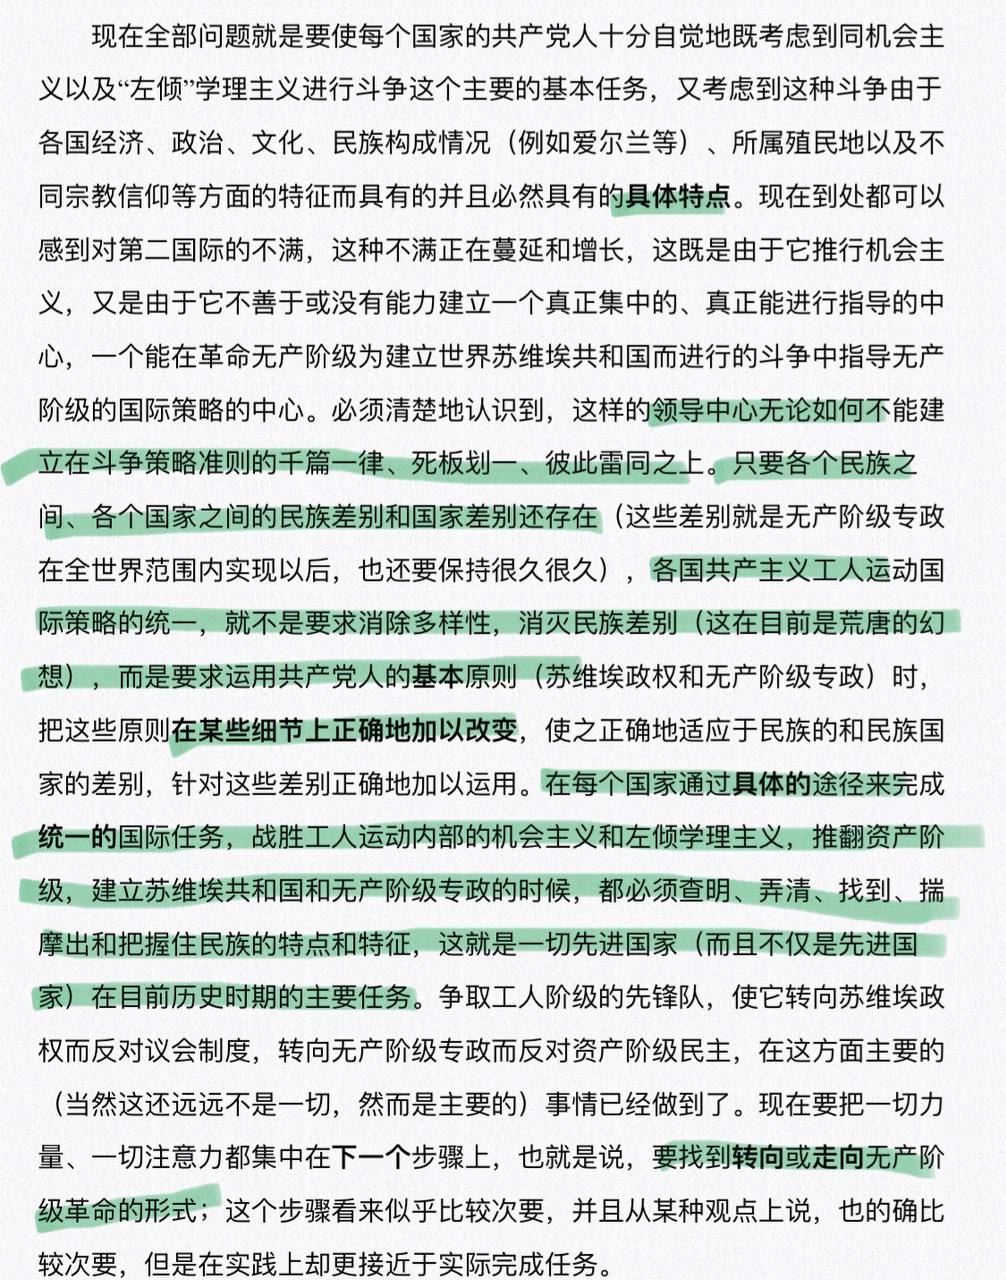 现在全部问题就是要使每个国家的共产党人十分自觉地既考虑到同机会主
义以及“左倾”学理主义进行斗争这个主要的基本任务，又考虑到这种斗争由于
各国经济、政治、文化、民族构成情况（例如爱尔兰等）、所属殖民地以及不
同宗教信仰等方面的特征而具有的并且必然具有的具体特点。现在到处都可以
感到对第二国际的不满，这种不满正在蔓延和增长，这既是由于它推行机会主
义，又是由于它不善于或没有能力建立一个真正集中的、真正能进行指导的中
心，一个能在革命无产阶级为建立世界苏维埃共和国而进行的斗争中指导无产
阶级的国际策略的中心。必须清楚地认识到，这样的领导中心无论如何不能建
立在斗争策略准则的千篇一律、死板划一、彼此雷同之上。只要各个民族之
间、各个国家之间的民族差别和国家差别还存在（这些差别就是无产阶级专政
在全世界范围内实现以后，也还要保持很久很久），各国共产主义工人运动国
际策略的统一，就不是要求消除多样性，消灭民族差别（这在目前是荒唐的幻
想），而是要求运用共产党人的基本原则（苏维埃政权和无产阶级专政）时，
把这些原则在某些细节上正确地加以改变，使之正确地适应于民族的和民族国
家的差别，针对这些差别正确地加以运用。在每个国家通过具体的途径来完成
统一的国际任务，战胜工人运动内部的机会主义和左倾学理主义，推翻资产阶
级，建立苏维埃共和国和无产阶级专政的时候，都必须查明、弄清、找到、揣
摩出和把握住民族的特点和特征，这就是一切先进国家（而且不仅是先进国
家）在目前历史时期的主要任务。争取工人阶级的先锋队，使它转向苏维埃政
权而反对议会制度，转向无产阶级专政而反对资产阶级民主，在这方面主要的
（当然这还远远不是一切，然而是主要的）事情已经做到了。现在要把一切力
量、一切注意力都集中在下一个步骤上，也就是说，要找到转向或走向无产阶
级革命的形式；这个步骤看来似乎比较次要，并且从某种观点上说，也的确比
较次要，但是在实践上却更接近于实际完成任务。